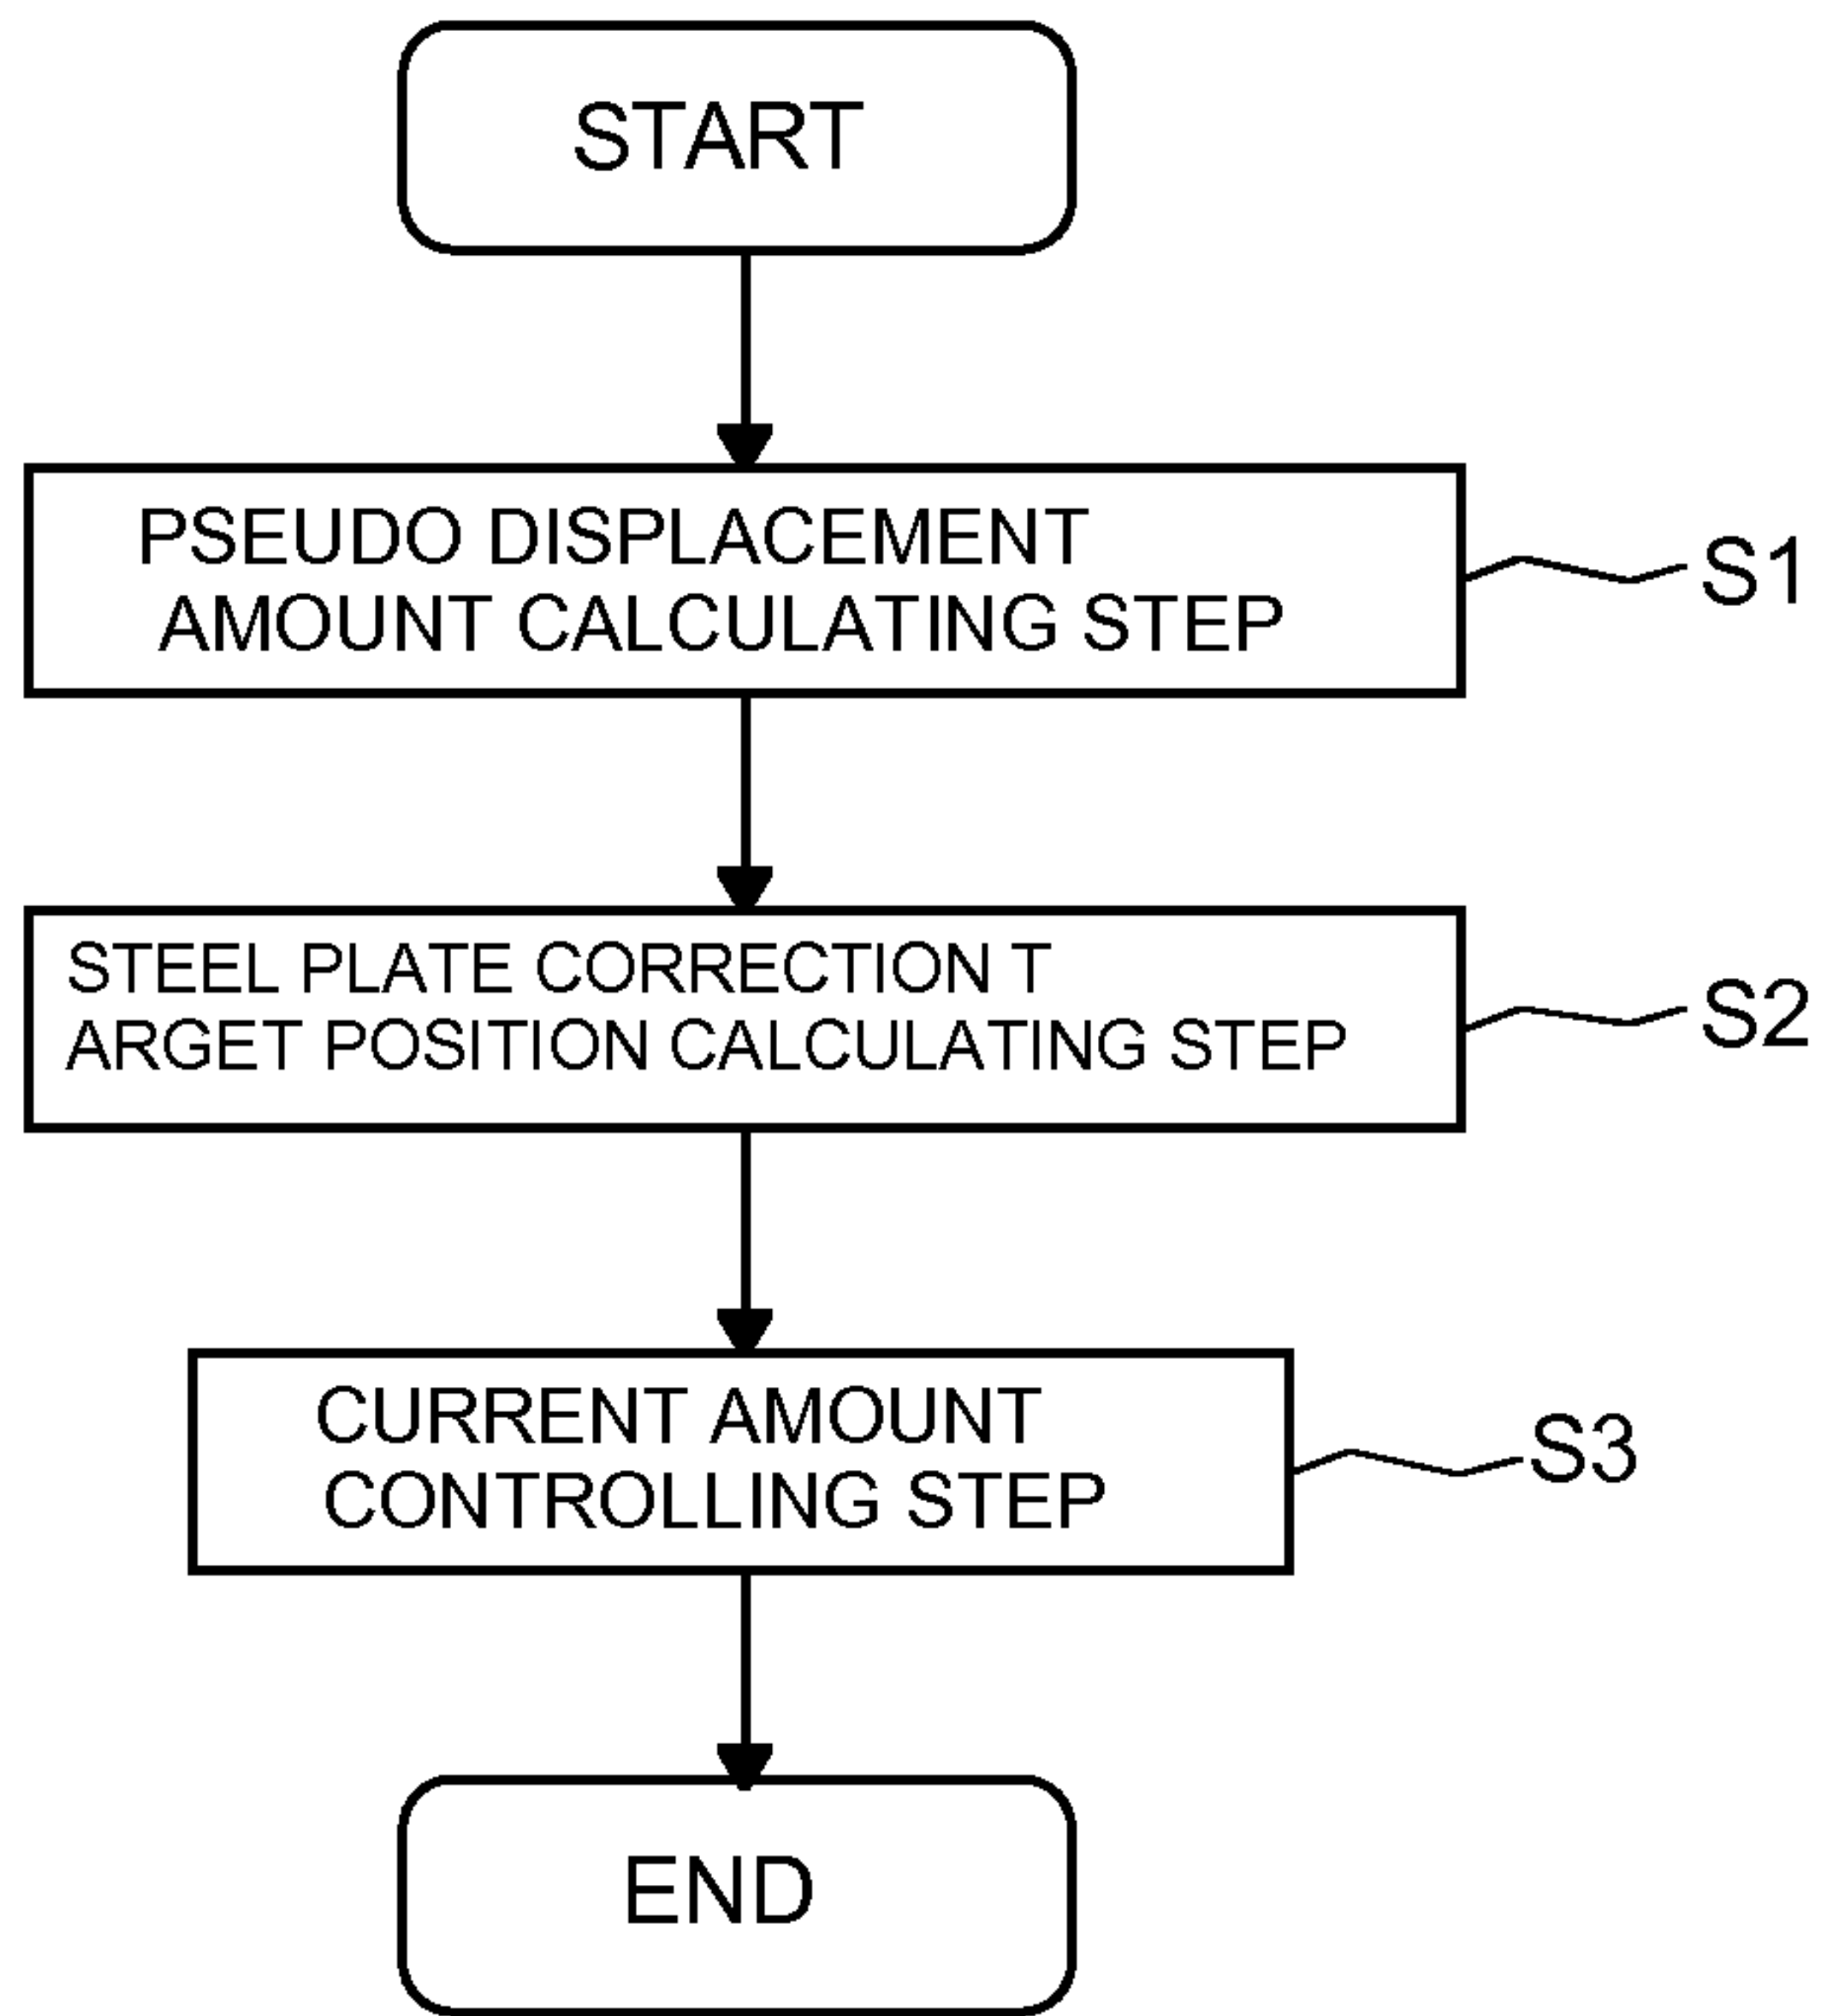 START
PSEUDO DISPLACEMENT
AMOUNT CALCULATING STEP
S1
STEEL PLATE CORRECTION T
ARGET POSITION CALCULATING STEP
S2
CURRENT AMOUNT
CONTROLLING STEP
S3
END